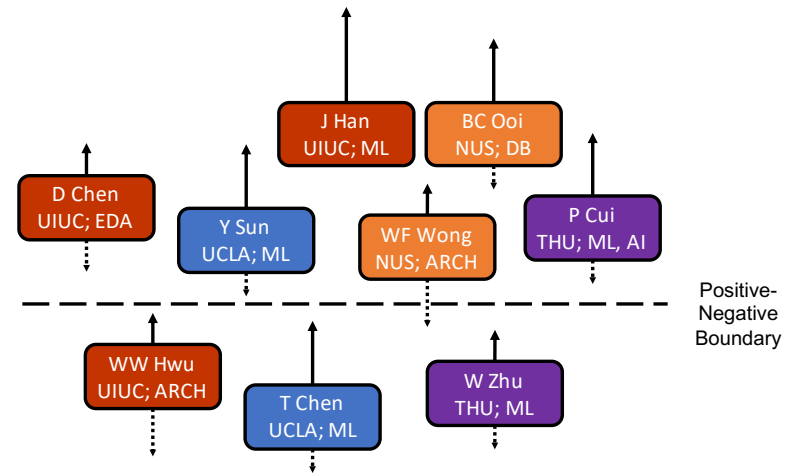 J Han
UIUC; ML
BC Ooi
NUS; DB
D Chen
UIUC; EDA
Y Sun
UCLA; ML
WF Wong
NUS; ARCH
P Cui
THU; ML, AI
Positive-
Negative
Boundary
WW Hwu
UIUC; ARCH
T Chen
UCLA; ML
W Zhu
THU; ML